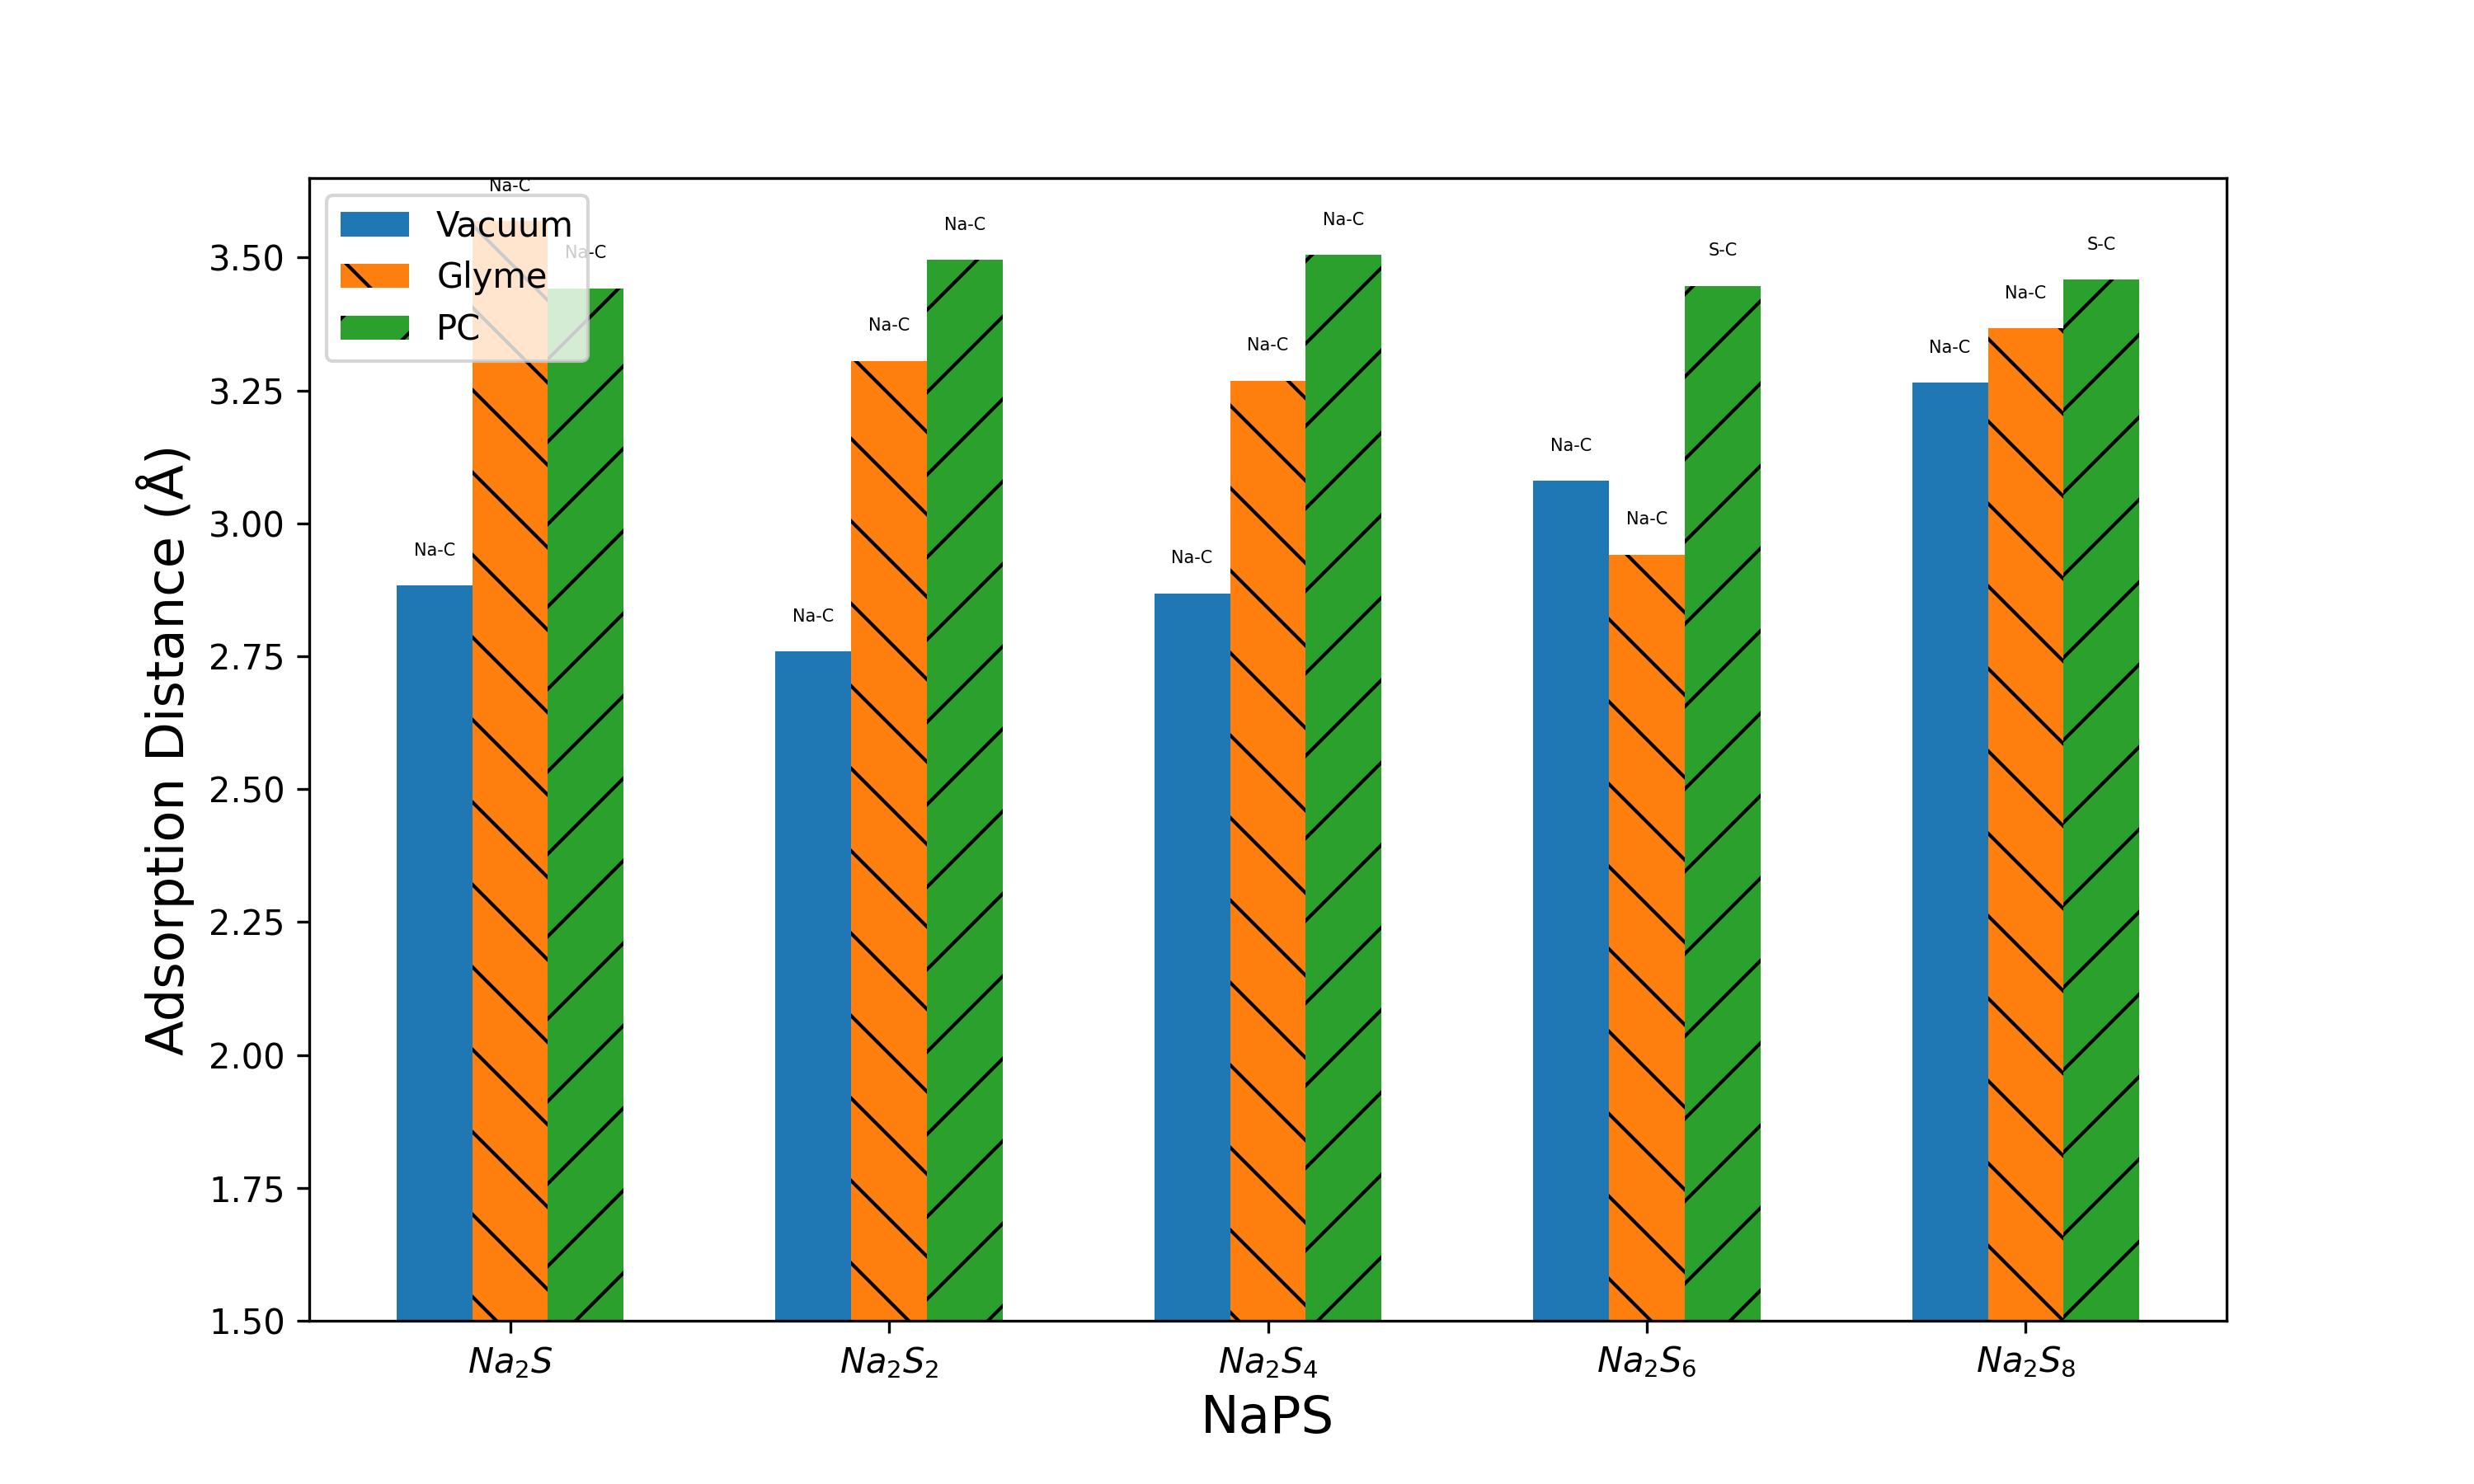 Na-C
Vacuum
Glyme
PC
Na-C
Na-C
Na-C
Na-C
Na-C
Na-C
Na-C
Na-C
Na-C
Na-C
S-C
Na-C
Na-C
S-C
3.50
3.25
3.00
2.75
2.50
2.25
2.00
1.75
1.50
Adsorption Distance (Å)
Na₂S Na₂S₂ Na₂S₄ Na₂S₆ Na₂S₈
NaPS